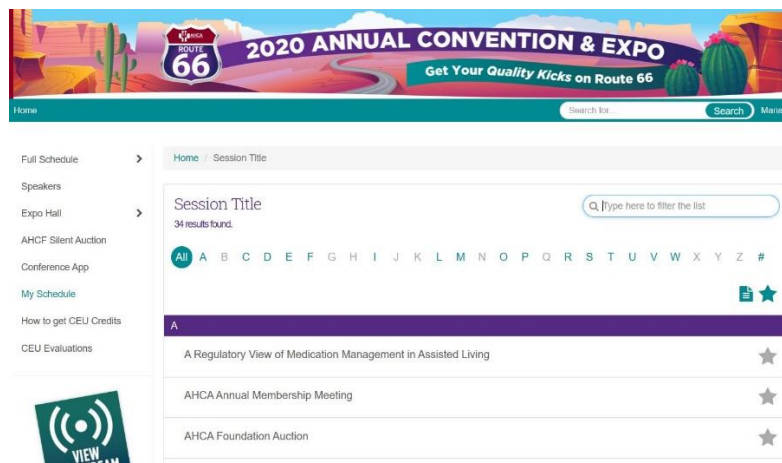 AHCA
ROUTE
66
2020 ANNUAL CONVENTION & EXPO
Get Your Quality Kicks on Route 66
Home
Search for...
Search
Maria
Full Schedule
Speakers
Expo Hall
AHCF Silent Auction
Conference App
My Schedule
How to get CEU Credits
CEU Evaluations
VIEW
Home / Session Title
Session Title
34 results found.
Type here to filter the list
All A B C D E F G H I J K L M N O P Q R S T U V W X Y Z #
A
A Regulatory View of Medication Management in Assisted Living
AHCA Annual Membership Meeting
AHCA Foundation Auction